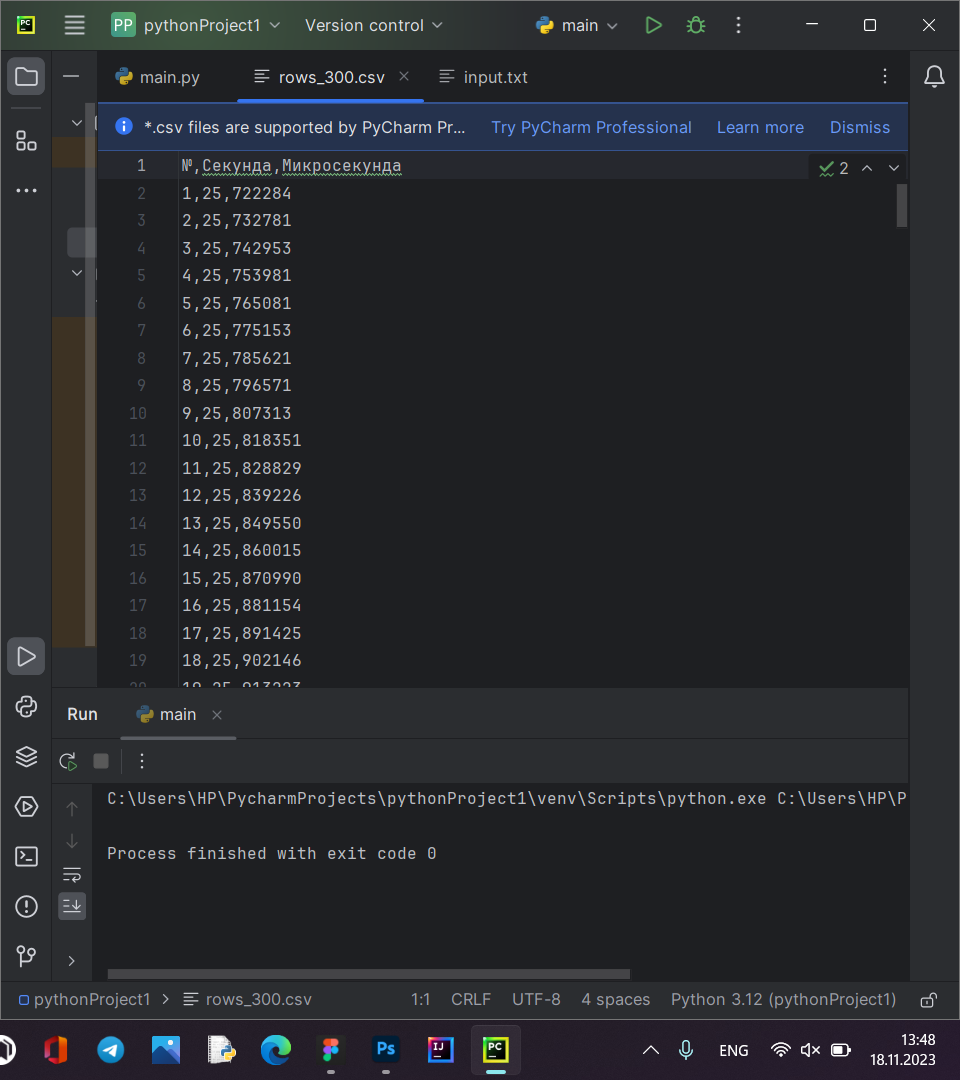 PP pythonProject1 Version control main
main.py rows_300.csv input.txt
*.csv files are supported by PyCharm Pr... Try PyCharm Professional Learn more Dismiss
1 №,Секунда,Микросекунда 2
2 1,25,722284
3 2,25,732781
4 3,25,742953
5 4,25,753981
6 5,25,765081
7 6,25,775153
8 7,25,785621
9 8,25,796571
10 9,25,807313
11 10,25,818351
12 11,25,828829
13 12,25,839226
14 13,25,849550
15 14,25,860015
16 15,25,870990
17 16,25,881154
18 17,25,891425
19 18,25,902146
20 19,25,913223
Run main
C:\Users\HP\PycharmProjects\pythonProject1\venv\Scripts\python.exe C:\Users\HP\P
Process finished with exit code 0
pythonProject1 rows_300.csv 1:1 CRLF UTF-8 4 spaces Python 3.12 (pythonProject1)
Ps IJ PC ENG 13:48
18.11.2023